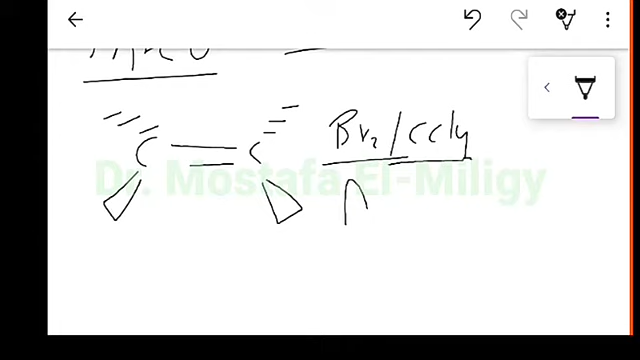 C = C Br₂/CCl₄
Dr. Mostafa El-Miligy